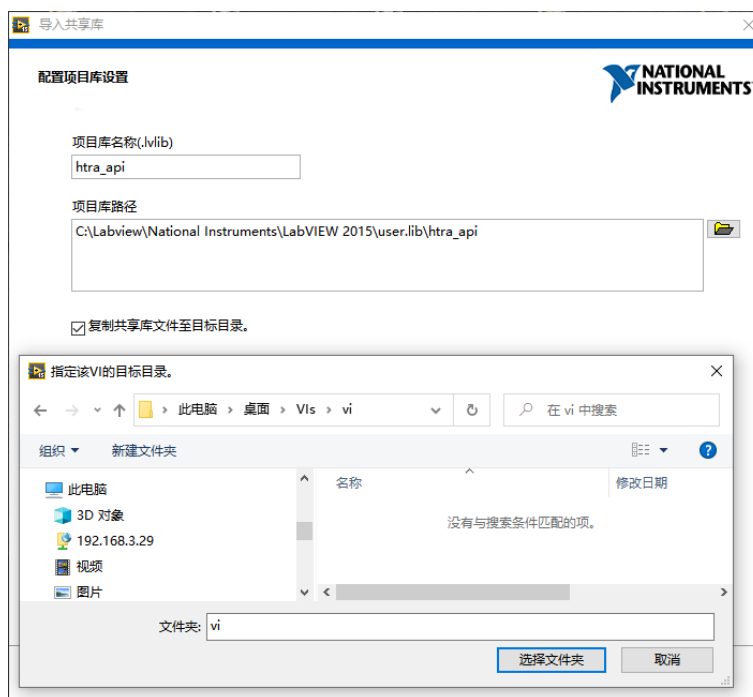 导入共享库
配置项目库设置
NATIONAL
INSTRUMENTS
项目库名称(.lvlib)
htra_api
项目库路径
C:\Labview\National Instruments\LabVIEW 2015\user.lib\htra_api
复制共享库文件至目标目录。
指定该VI的目标目录。
此电脑 › 桌面 › VIs › vi
在 vi 中搜索
组织 新建文件夹
此电脑
名称
修改日期
3D 对象
没有与搜索条件匹配的项。
192.168.3.29
视频
图片
文件夹: vi
选择文件夹 取消